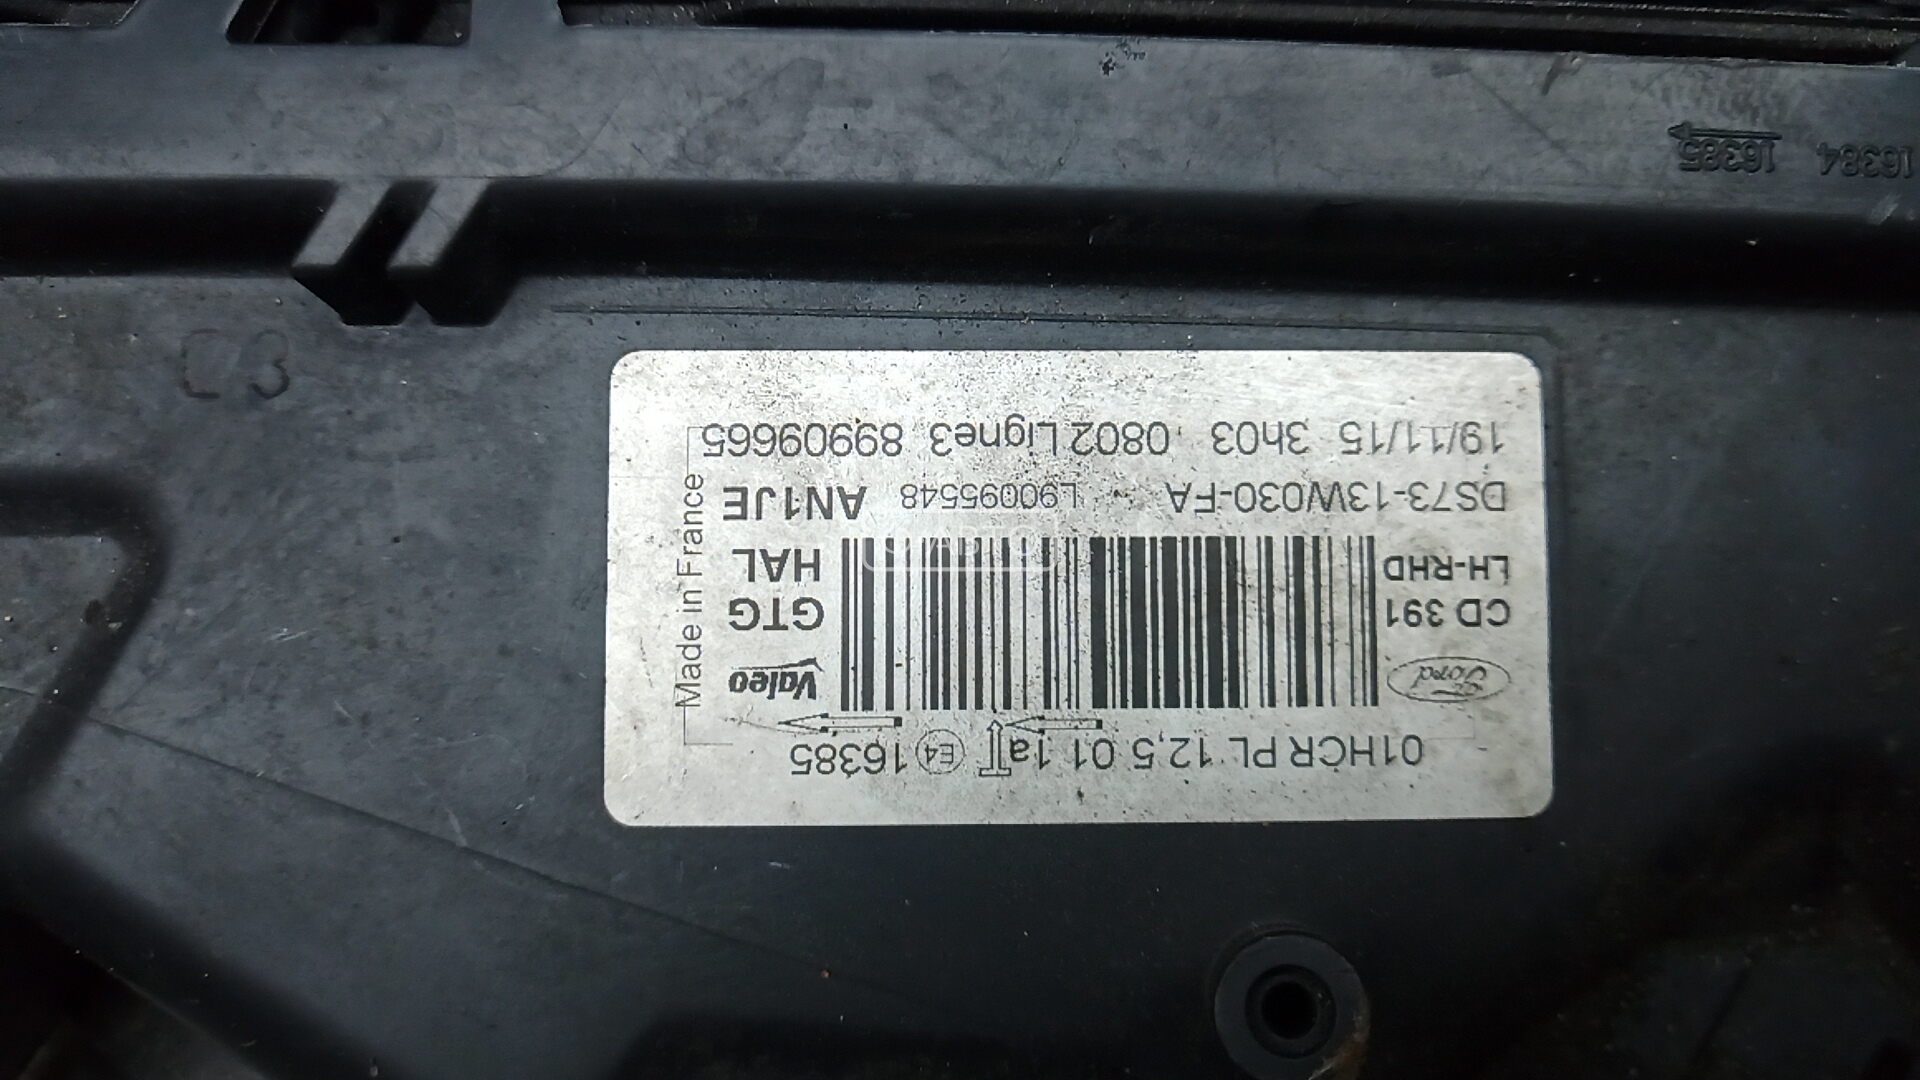 01HCR PL 12,5 01 1a E4 16385
Ford
Valeo
CD 391
GTG
LH-RHD
HAL
DS73-13W030-FA L90095548 AN1JE
19/11/15 3h03 0802 Ligne3 89909665
Made in France
16384 16385
C3